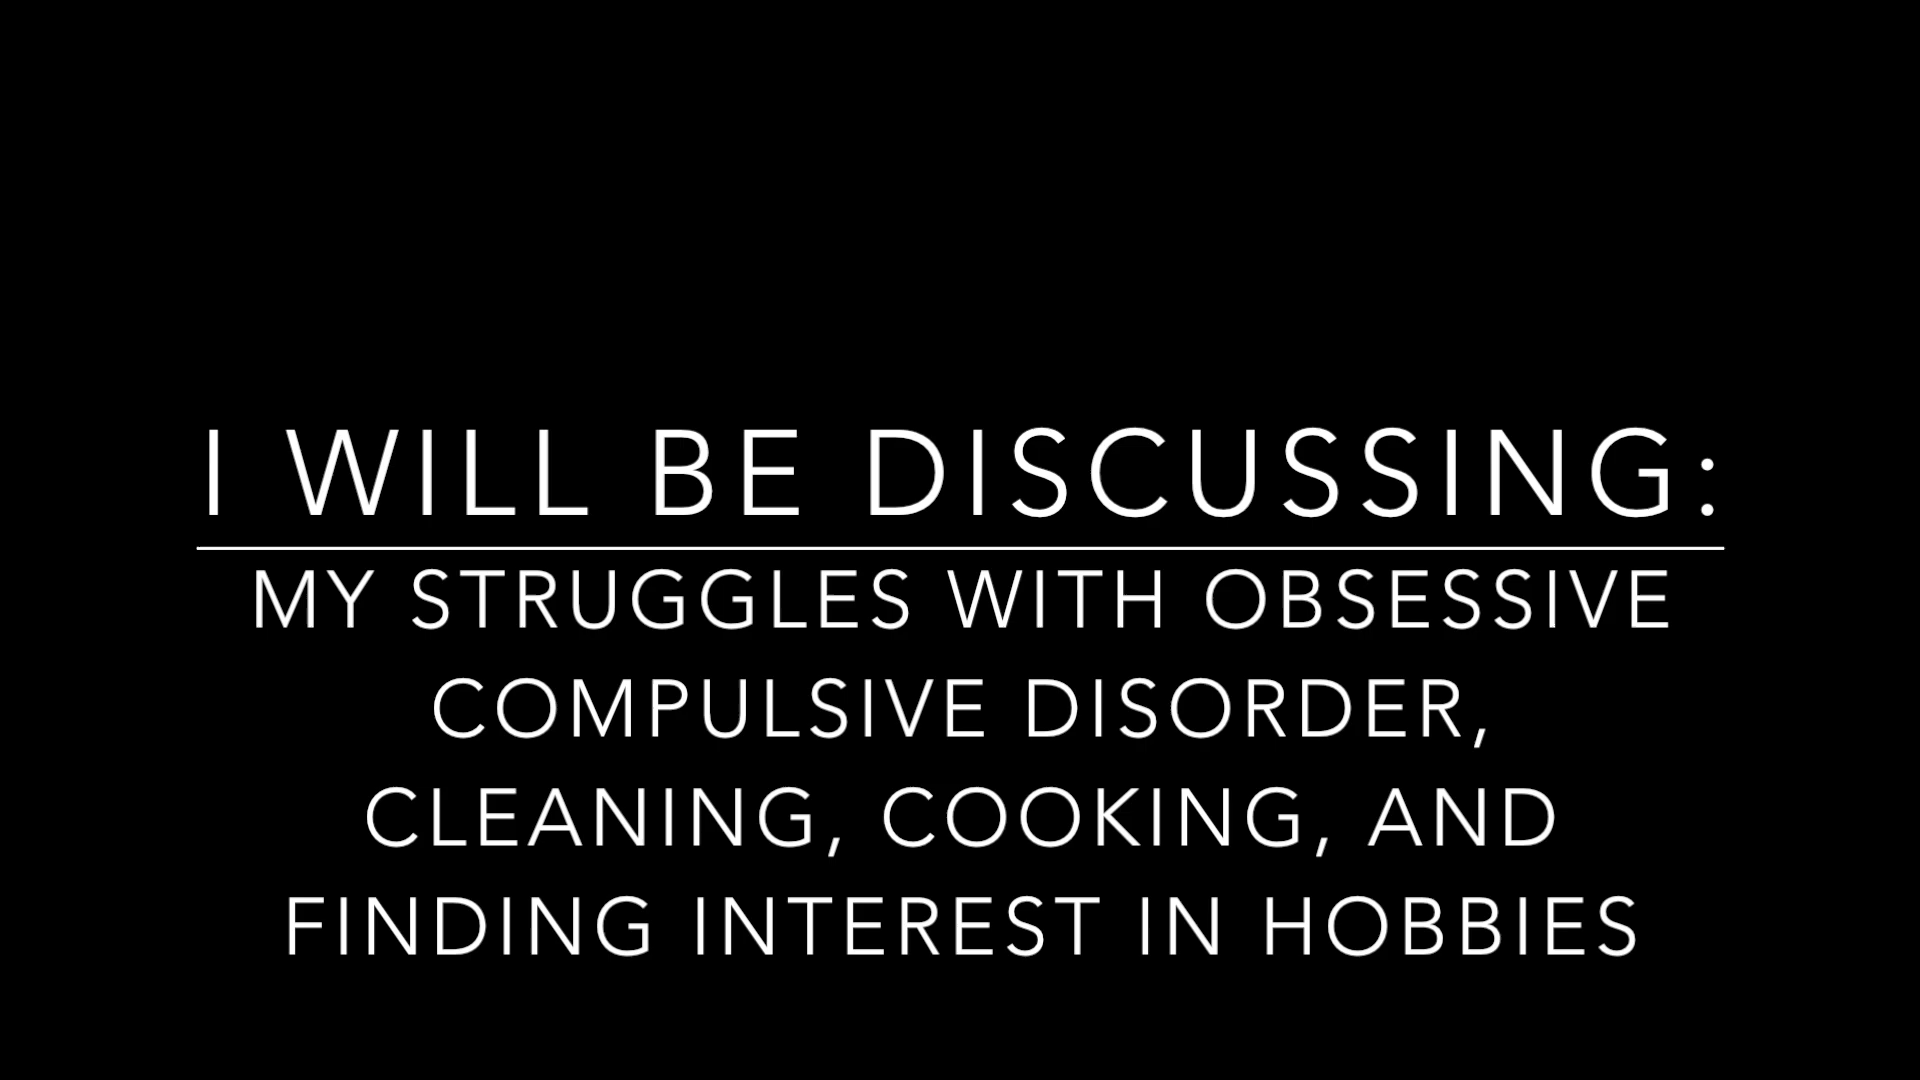 I WILL BE DISCUSSING:
MY STRUGGLES WITH OBSESSIVE
COMPULSIVE DISORDER,
CLEANING, COOKING, AND
FINDING INTEREST IN HOBBIES